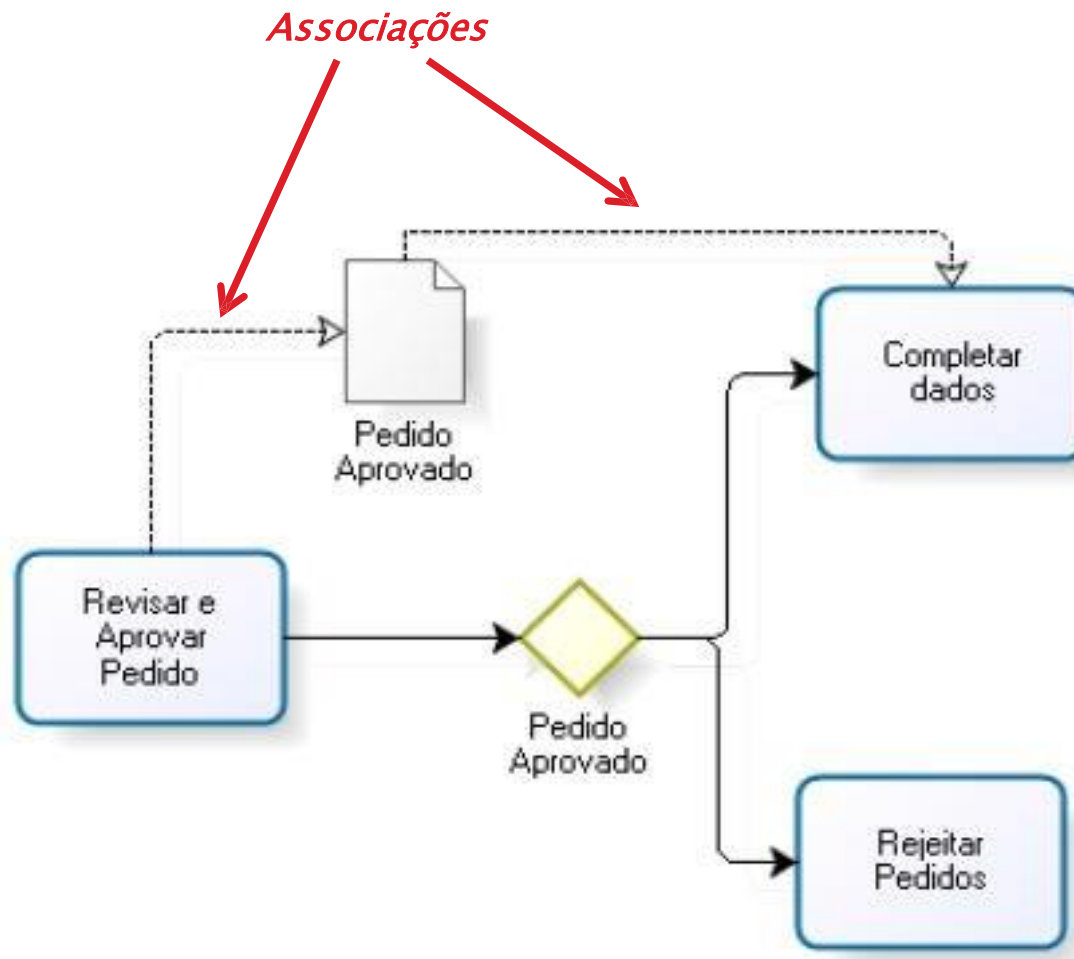 Associações
Pedido
Aprovado
Completar
dados
Revisar e
Aprovar
Pedido
Pedido
Aprovado
Rejeitar
Pedidos